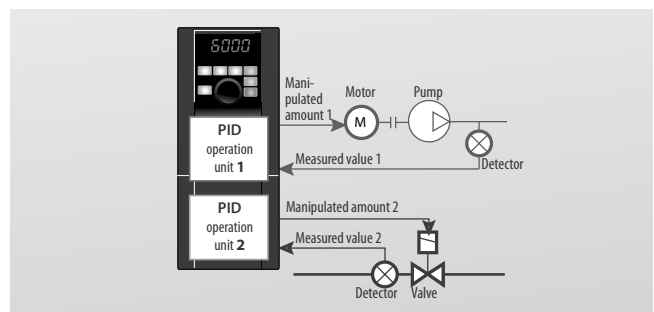 6000
Mani-
pulated
amount 1
Motor
Pump
M
PID
operation
unit 1
Measured value 1
Detector
PID
operation
unit 2
Manipulated amount 2
Measured value 2
Detector
Valve